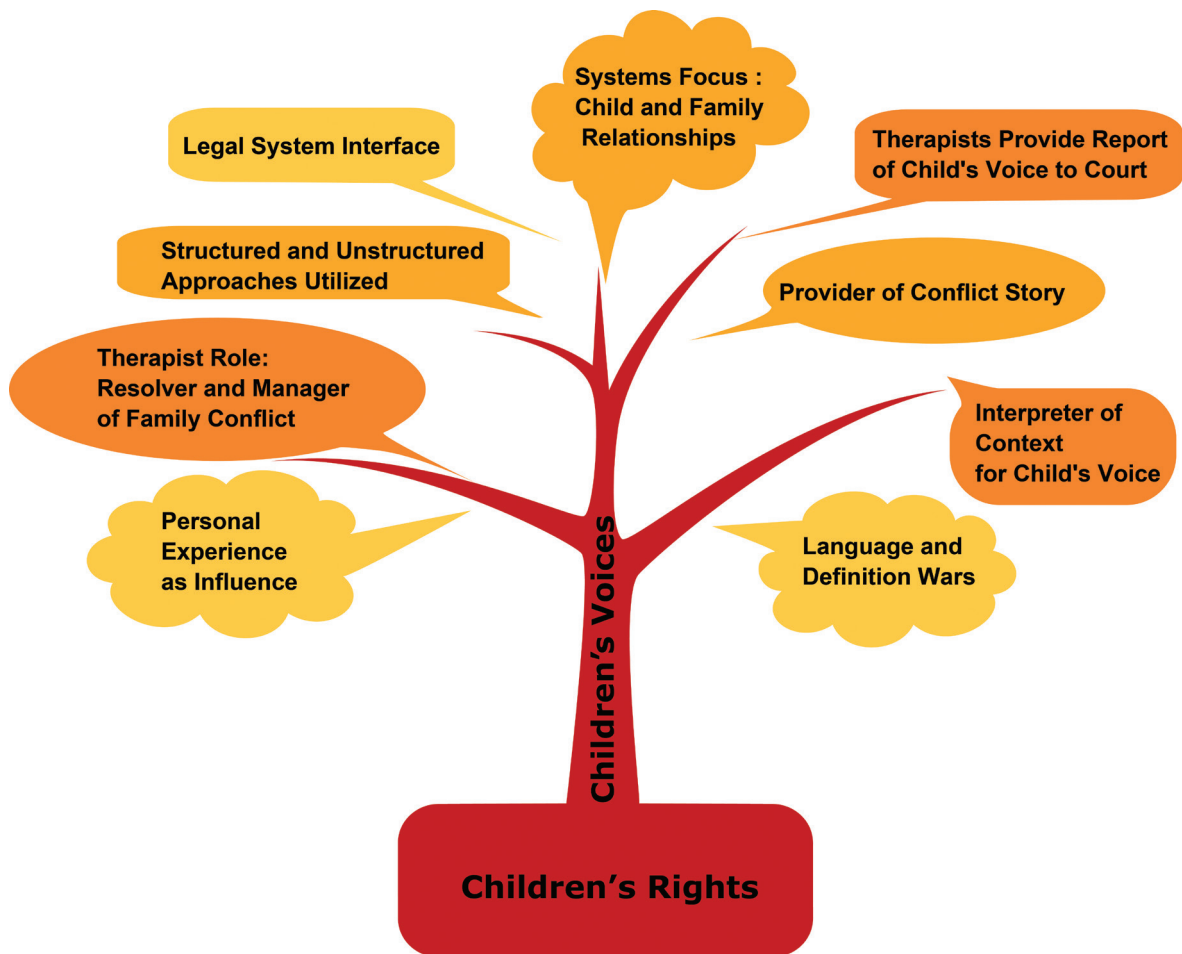 Systems Focus :
Child and Family
Relationships
Legal System Interface
Therapists Provide Report
of Child's Voice to Court
Structured and Unstructured
Approaches Utilized
Provider of Conflict Story
Therapist Role:
Resolver and Manager
of Family Conflict
Interpreter of
Context
for Child's Voice
Personal
Experience
as Influence
Language and
Definition Wars
Children’s Voices
Children’s Rights